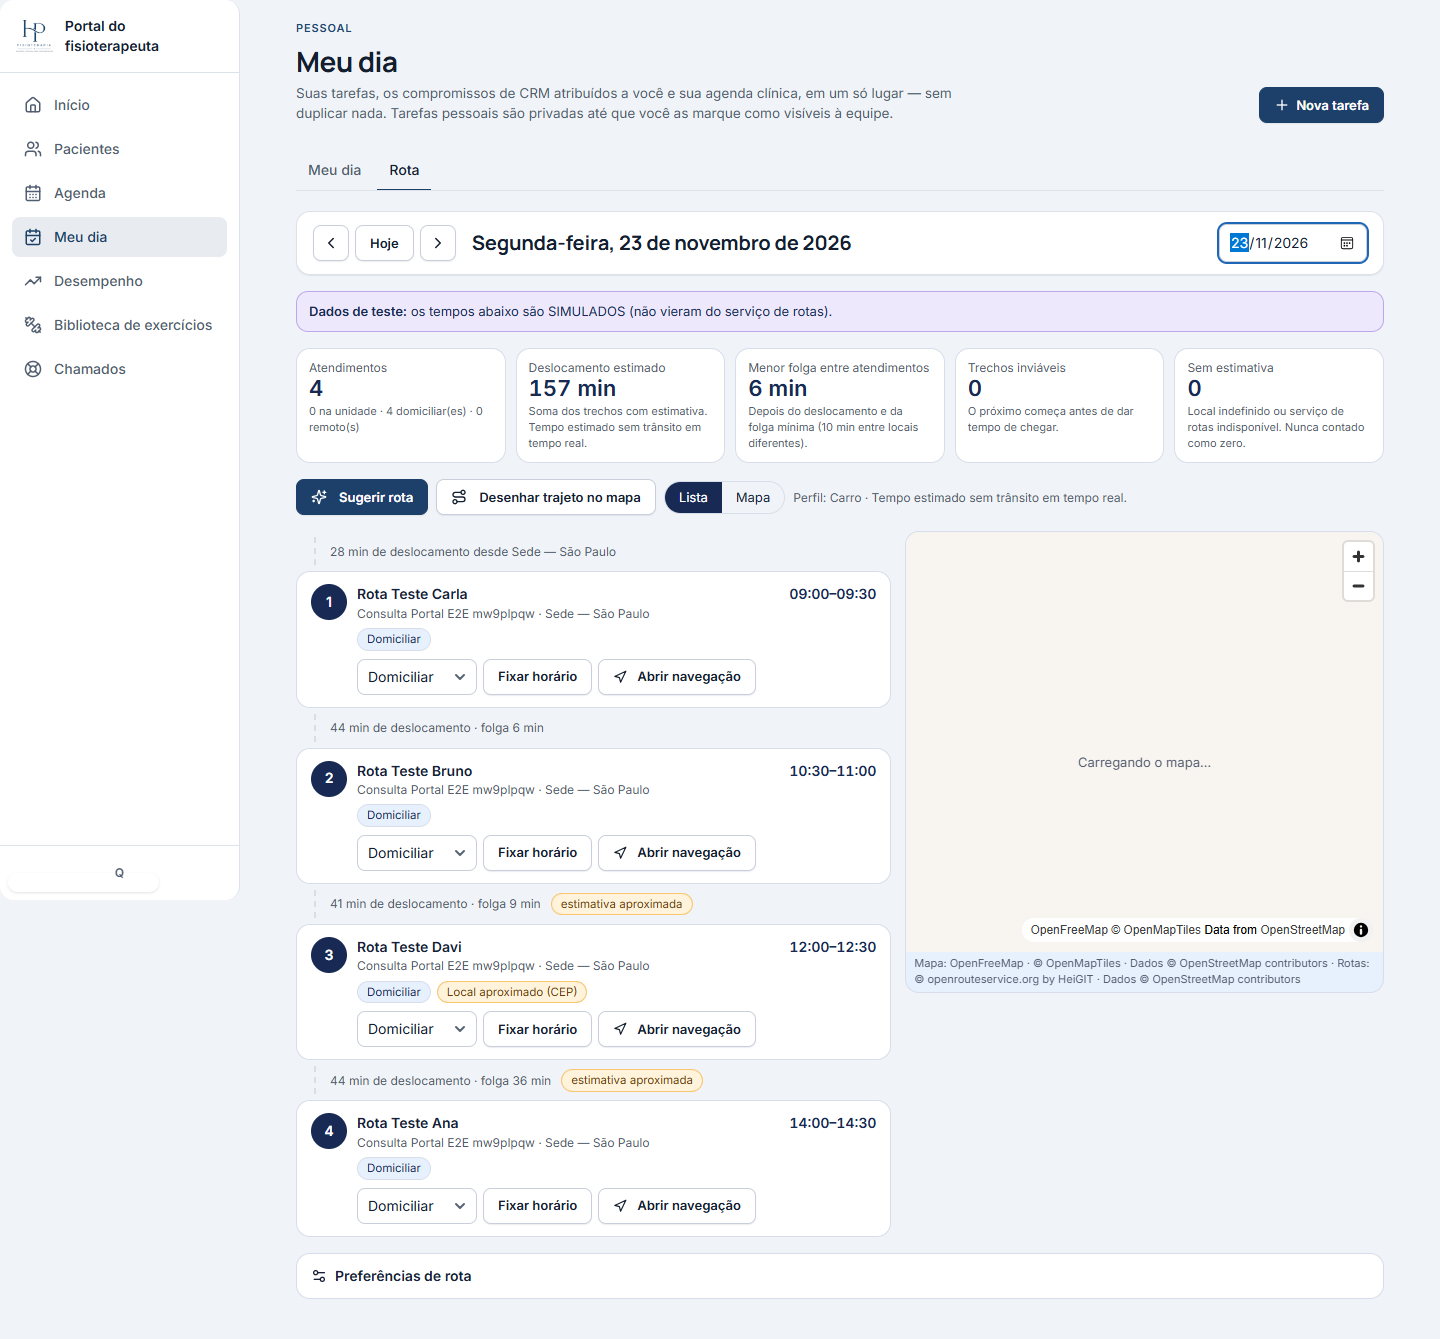 HP
FISIOTERAPIA
Portal do
fisioterapeuta
Início
Pacientes
Agenda
Meu dia
Desempenho
Biblioteca de exercícios
Chamados
Q
PESSOAL
Meu dia
Suas tarefas, os compromissos de CRM atribuídos a você e sua agenda clínica, em um só lugar — sem
duplicar nada. Tarefas pessoais são privadas até que você as marque como visíveis à equipe.
Nova tarefa
Meu dia
Rota
Hoje
Segunda-feira, 23 de novembro de 2026
23/11/2026
Dados de teste: os tempos abaixo são SIMULADOS (não vieram do serviço de rotas).
Atendimentos
4
0 na unidade · 4 domiciliar(es) · 0
remoto(s)
Deslocamento estimado
157 min
Soma dos trechos com estimativa.
Tempo estimado sem trânsito em
tempo real.
Menor folga entre atendimentos
6 min
Depois do deslocamento e da
folga mínima (10 min entre locais
diferentes).
Trechos inviáveis
0
O próximo começa antes de dar
tempo de chegar.
Sem estimativa
0
Local indefinido ou serviço de
rotas indisponível. Nunca contado
como zero.
Sugerir rota
Desenhar trajeto no mapa
Lista
Mapa
Perfil: Carro · Tempo estimado sem trânsito em tempo real.
28 min de deslocamento desde Sede — São Paulo
1
Rota Teste Carla
09:00–09:30
Consulta Portal E2E mw9plpqw · Sede — São Paulo
Domiciliar
Domiciliar
Fixar horário
Abrir navegação
44 min de deslocamento · folga 6 min
2
Rota Teste Bruno
10:30–11:00
Consulta Portal E2E mw9plpqw · Sede — São Paulo
Domiciliar
Domiciliar
Fixar horário
Abrir navegação
41 min de deslocamento · folga 9 min
estimativa aproximada
3
Rota Teste Davi
12:00–12:30
Consulta Portal E2E mw9plpqw · Sede — São Paulo
Domiciliar
Local aproximado (CEP)
Domiciliar
Fixar horário
Abrir navegação
44 min de deslocamento · folga 36 min
estimativa aproximada
4
Rota Teste Ana
14:00–14:30
Consulta Portal E2E mw9plpqw · Sede — São Paulo
Domiciliar
Domiciliar
Fixar horário
Abrir navegação
Carregando o mapa...
OpenFreeMap © OpenMapTiles Data from OpenStreetMap
Mapa: OpenFreeMap · © OpenMapTiles · Dados © OpenStreetMap contributors · Rotas:
© openrouteservice.org by HeiGIT · Dados © OpenStreetMap contributors
Preferências de rota